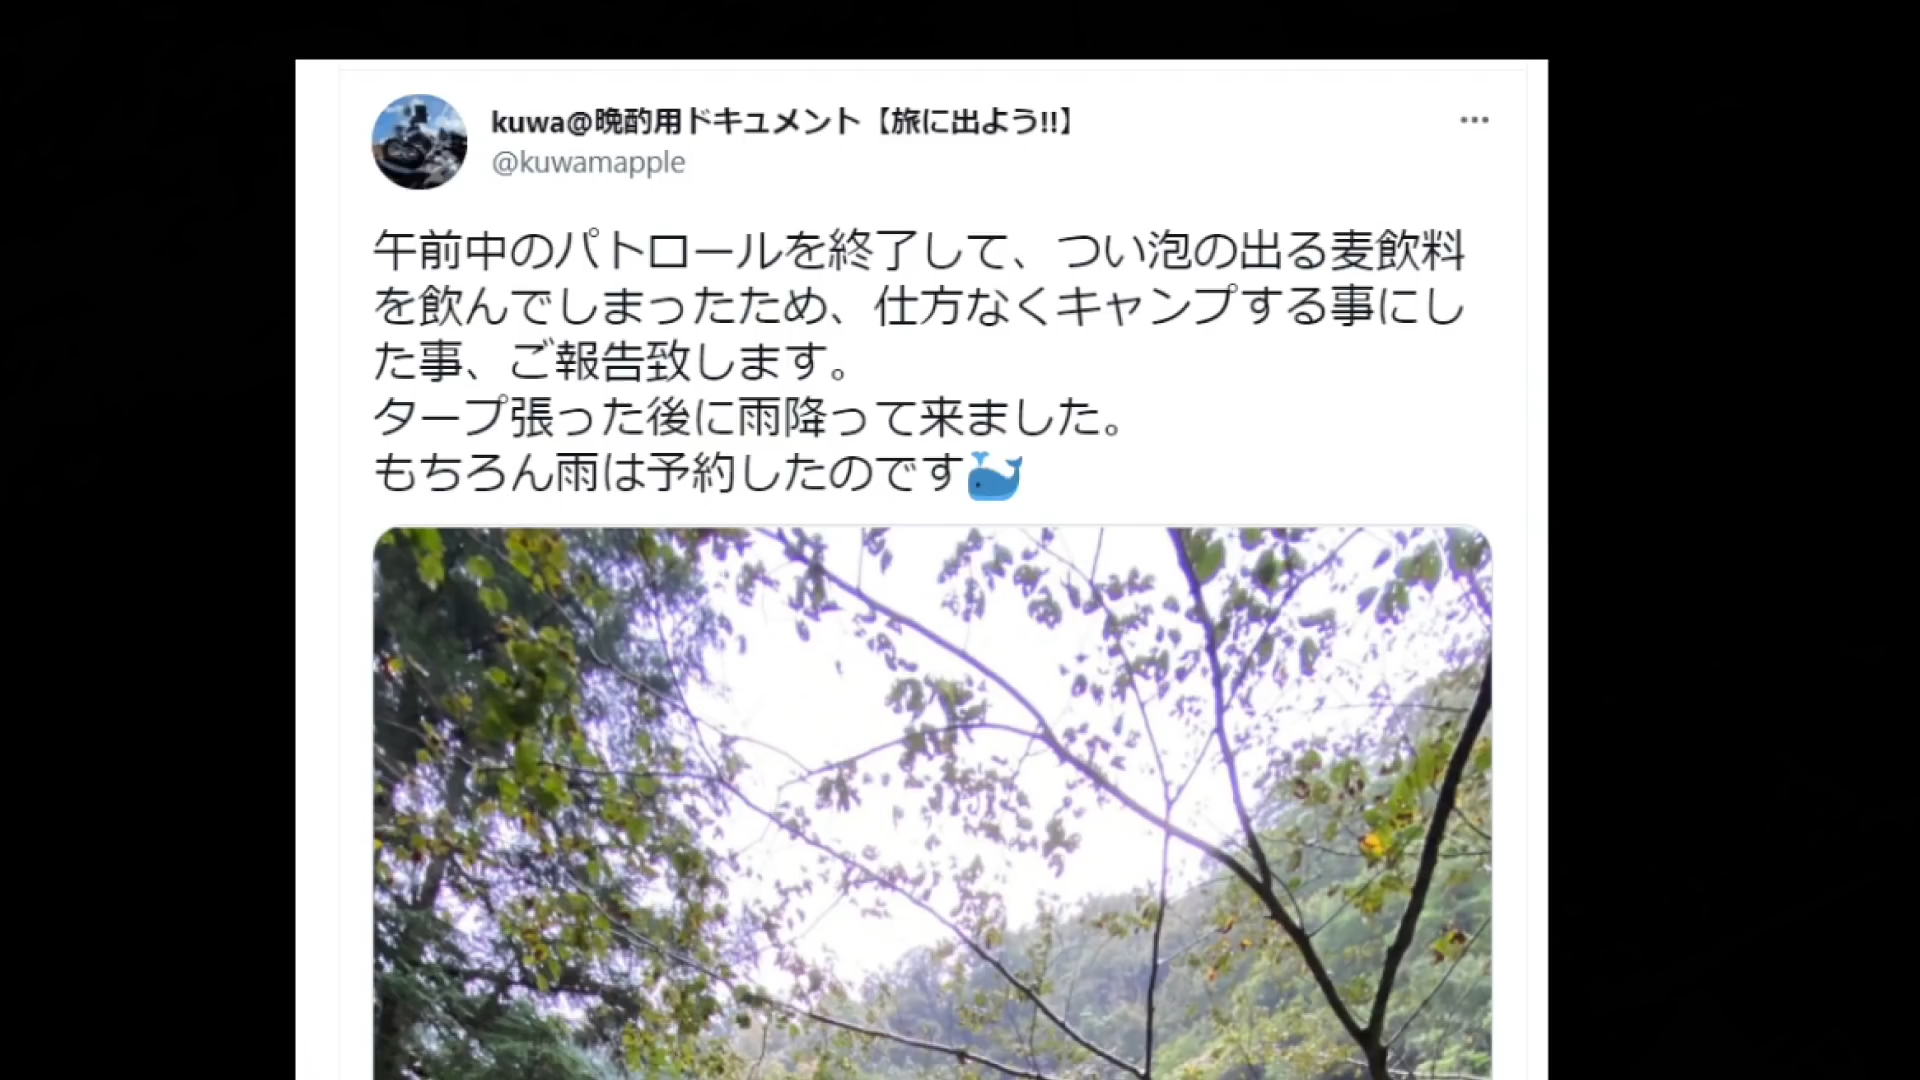 kuwa@晩酌用ドキュメント【旅に出よう!!】
@kuwamapple
午前中のパトロールを終了して、つい泡の出る麦飲料
を飲んでしまったため、仕方なくキャンプする事にし
た事、ご報告致します。
タープ張った後に雨降って来ました。
もちろん雨は予約したのです🐳